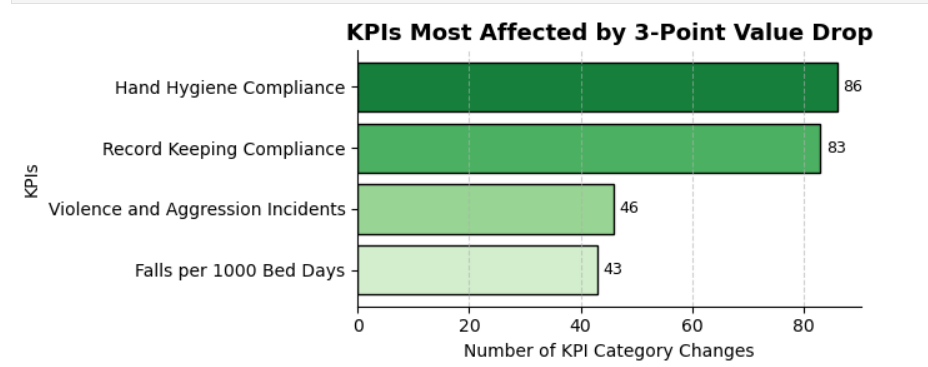 KPIs Most Affected by 3-Point Value Drop
Hand Hygiene Compliance
86
Record Keeping Compliance
83
KPIs
Violence and Aggression Incidents
46
Falls per 1000 Bed Days
43
0 20 40 60 80
Number of KPI Category Changes